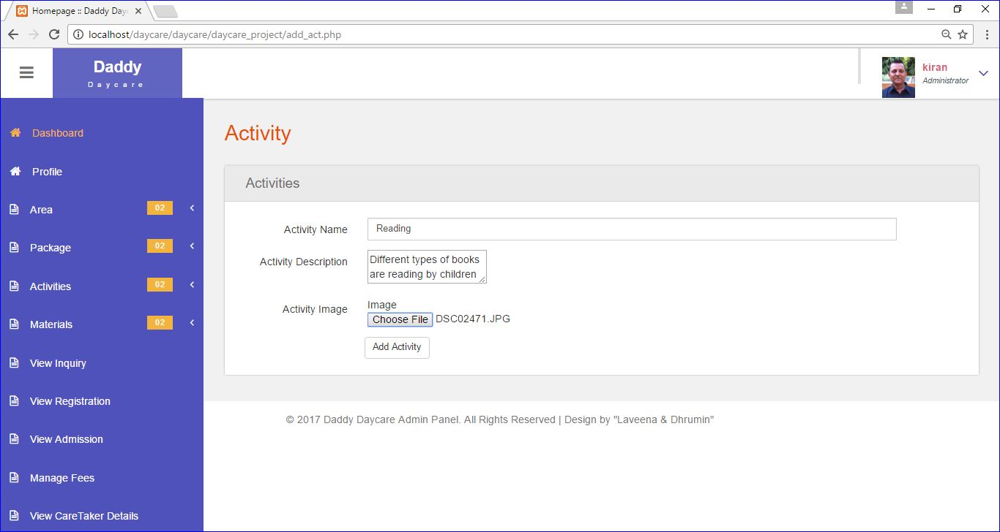 Homepage :: Daddy Dayc
localhost/daycare/daycare/daycare_project/add_act.php
Daddy
Daycare
kiran
Administrator
Dashboard
Profile
Area 02
Package 02
Activities 02
Materials 02
View Inquiry
View Registration
View Admission
Manage Fees
View CareTaker Details
Activity
Activities
Activity Name Reading
Activity Description Different types of books
are reading by children
Activity Image Image
Choose File DSC02471.JPG
Add Activity
© 2017 Daddy Daycare Admin Panel. All Rights Reserved | Design by "Laveena & Dhrumin"